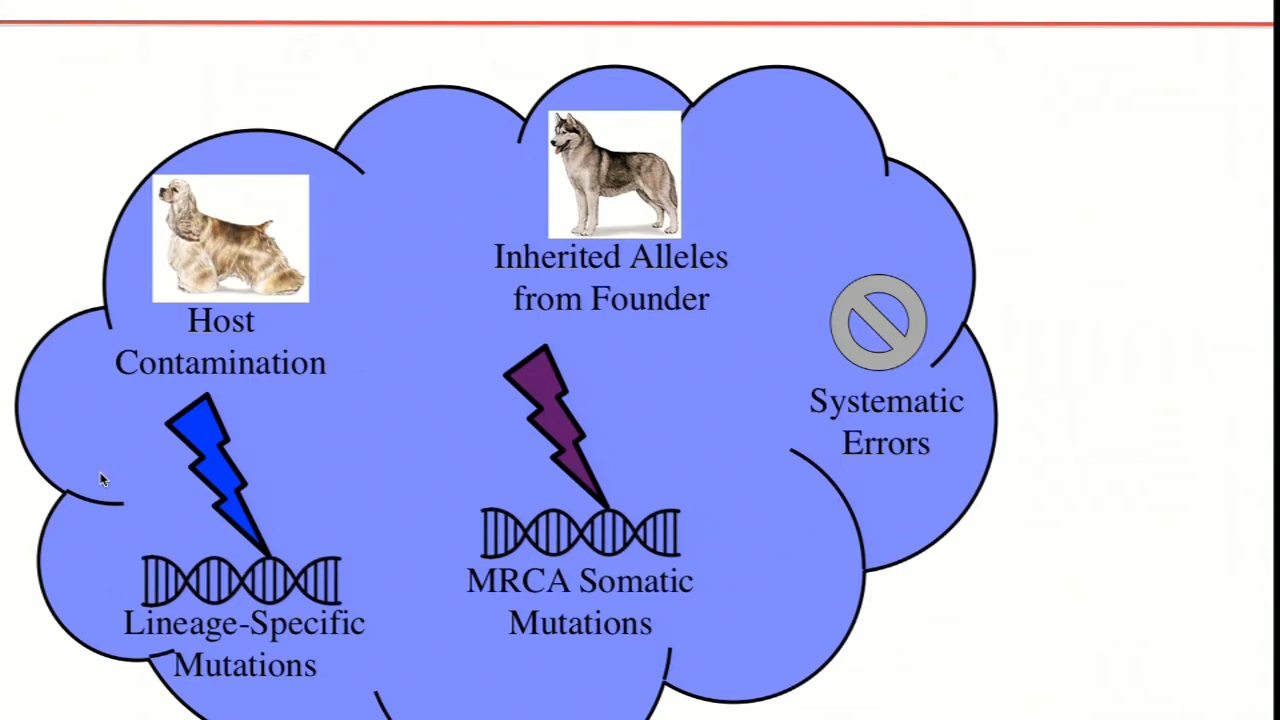 Host
Contamination
Inherited Alleles
from Founder
Systematic
Errors
Lineage-Specific
Mutations
MRCA Somatic
Mutations